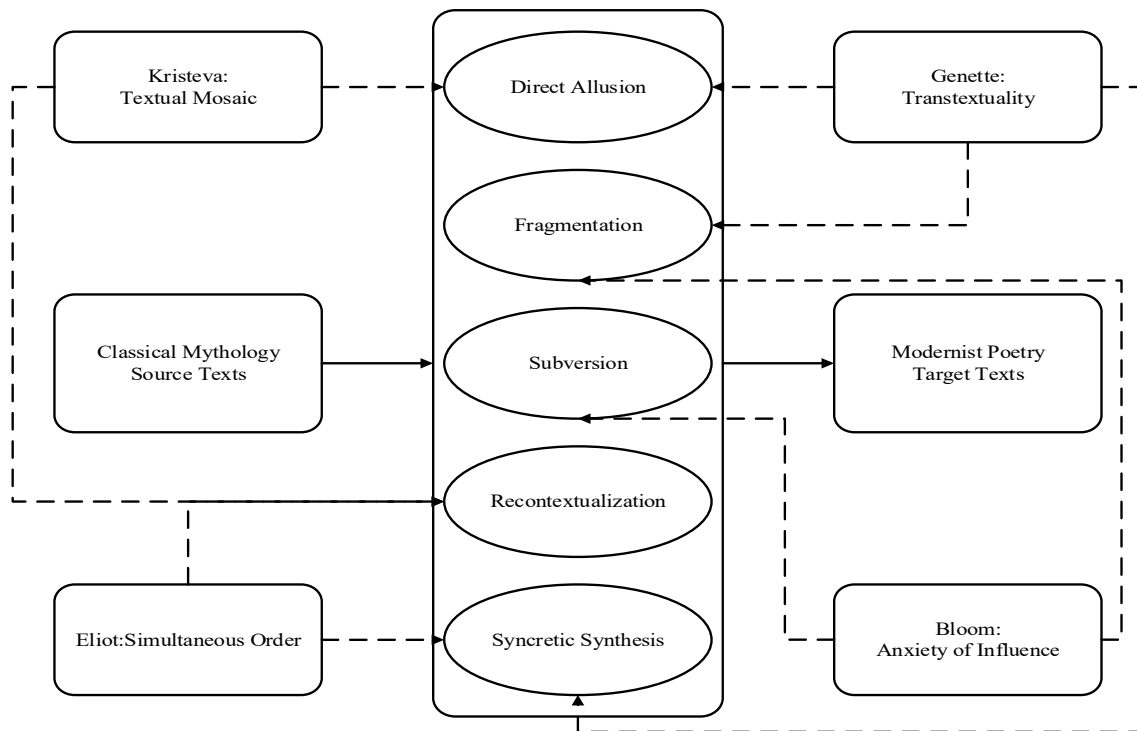 Kristeva:
Textual Mosaic
Direct Allusion
Genette:
Transtextuality
Fragmentation
Classical Mythology
Source Texts
Subversion
Modernist Poetry
Target Texts
Recontextualization
Eliot:Simultaneous Order
Syncretic Synthesis
Bloom:
Anxiety of Influence